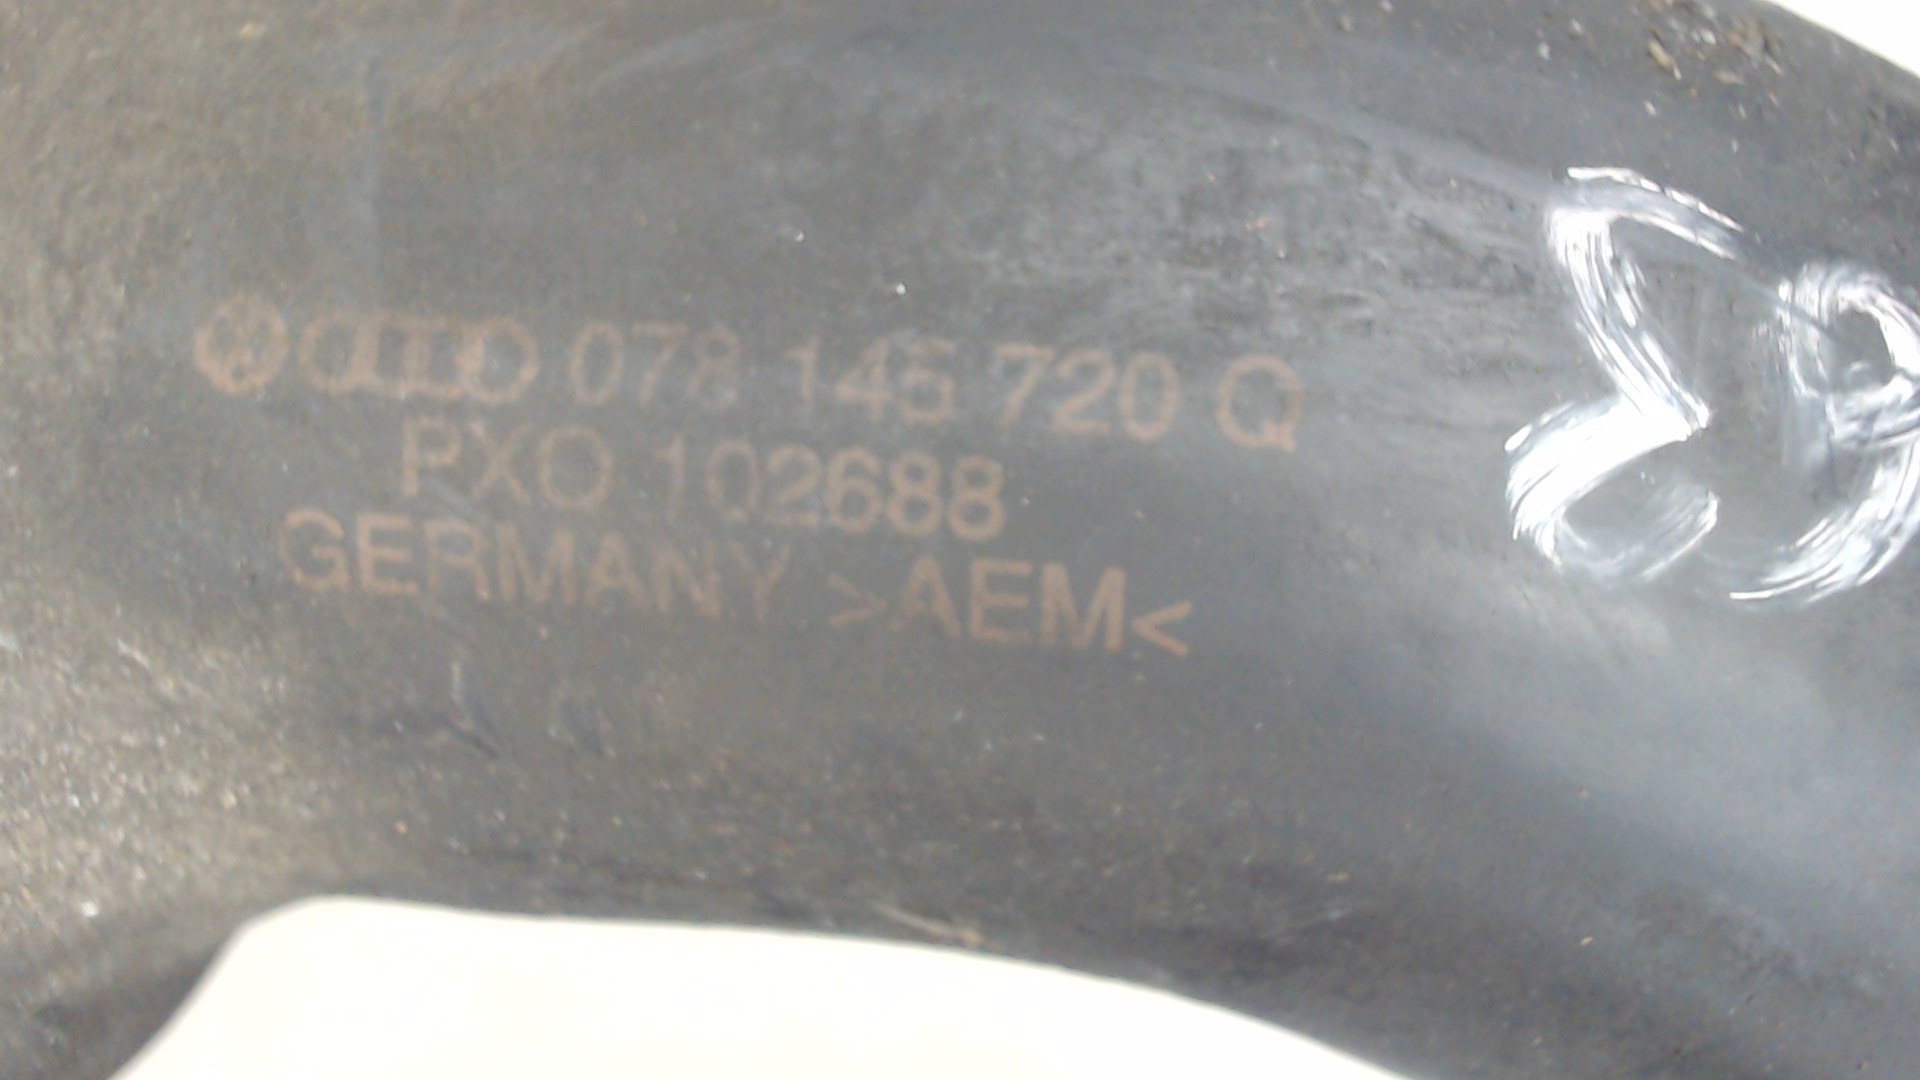 078 145 720 Q
PXO 102688
GERMANY >AEM<